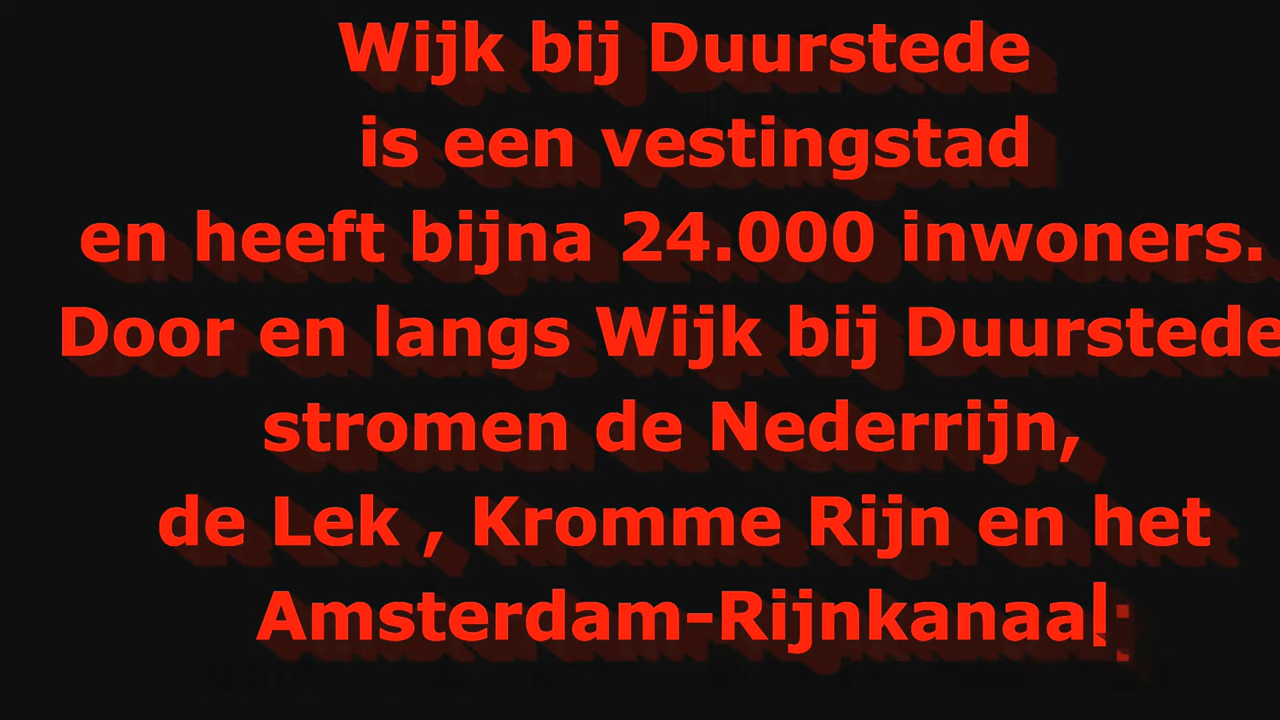 Wijk bij Duurstede
is een vestingstad
en heeft bijna 24.000 inwoners.
Door en langs Wijk bij Duurstede
stromen de Nederrijn,
de Lek , Kromme Rijn en het
Amsterdam-Rijnkanaal